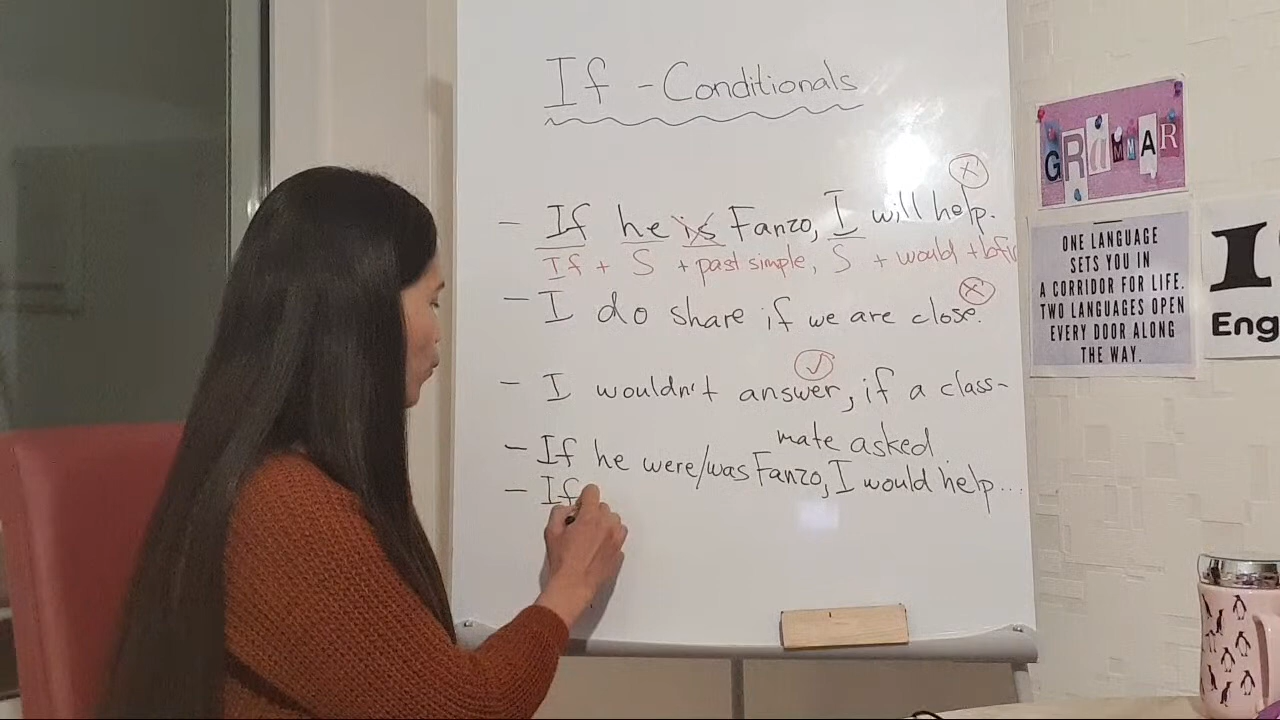 If - Conditionals
- If he is Fanzo, I will help.
If + S + past simple, S + would +
- I do share if we are close.
- I wouldn't answer, if a class-
mate asked
- If he were/was Fanzo, I would help...
- If
GRAMMAR
ONE LANGUAGE
SETS YOU IN
A CORRIDOR FOR LIFE.
TWO LANGUAGES OPEN
EVERY DOOR ALONG
THE WAY.
I
Eng